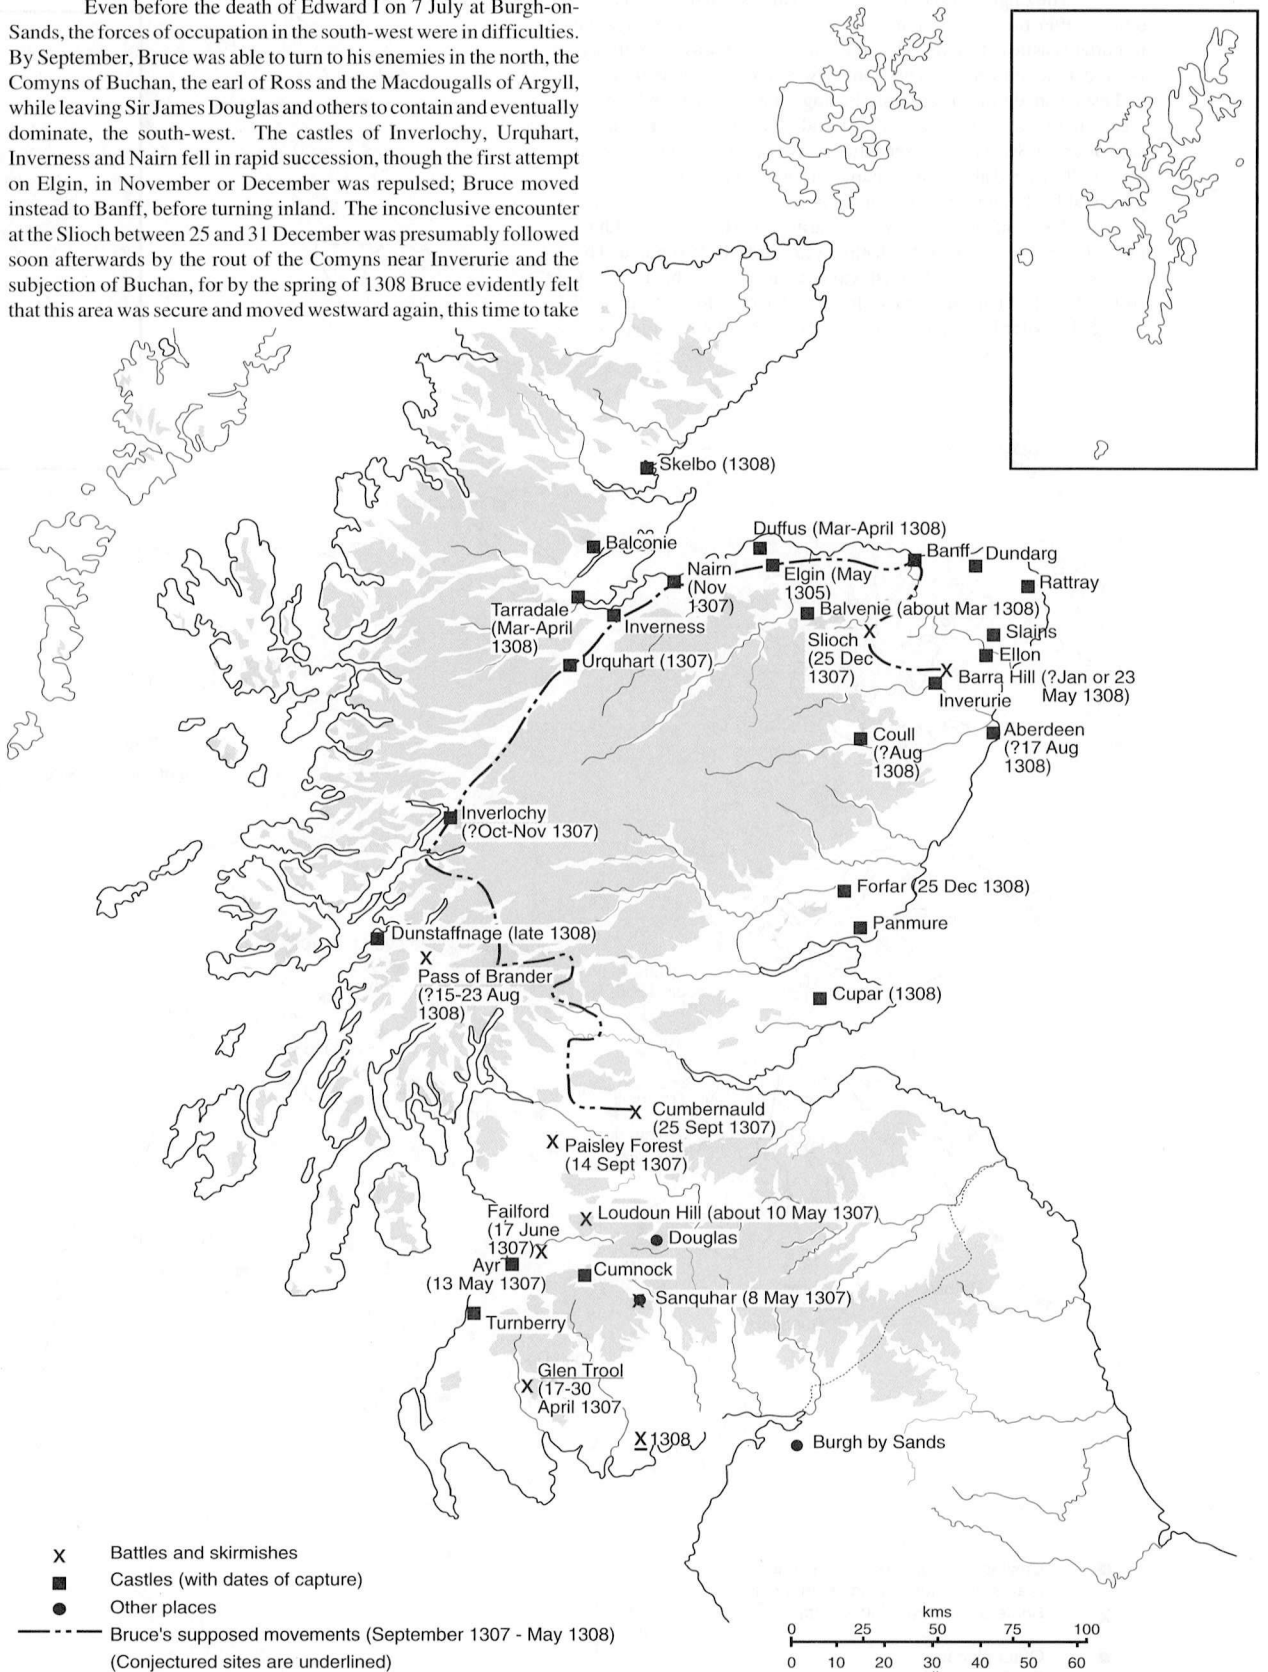 Even before the death of Edward I on 7 July at Burgh-on-
Sands, the forces of occupation in the south-west were in difficulties.
By September, Bruce was able to turn to his enemies in the north, the
Comyns of Buchan, the earl of Ross and the Macdougalls of Argyll,
while leaving Sir James Douglas and others to contain and eventually
dominate, the south-west. The castles of Inverlochy, Urquhart,
Inverness and Nairn fell in rapid succession, though the first attempt
on Elgin, in November or December was repulsed; Bruce moved
instead to Banff, before turning inland. The inconclusive encounter
at the Slioch between 25 and 31 December was presumably followed
soon afterwards by the rout of the Comyns near Inverurie and the
subjection of Buchan, for by the spring of 1308 Bruce evidently felt
that this area was secure and moved westward again, this time to take
Skelbo (1308)
Duffus (Mar-April 1308)
Balconie
Banff
Dundarg
Nairn
(Nov
1307)
Elgin (May
1305)
Rattray
Tarradale
(Mar-April
1308)
Inverness
Balvenie (about Mar 1308)
Slioch
(25 Dec
1307)
Slains
Ellon
Urquhart (1307)
Barra Hill (?Jan or 23
May 1308)
Inverurie
Coull
(?Aug
1308)
Aberdeen
(?17 Aug
1308)
Inverlochy
(?Oct-Nov 1307)
Forfar (25 Dec 1308)
Panmure
Dunstaffnage (late 1308)
X
Pass of Brander
(?15-23 Aug
1308)
Cupar (1308)
X Cumbernauld
(25 Sept 1307)
X Paisley Forest
(14 Sept 1307)
Failford
(17 June
1307)X
X Loudoun Hill (about 10 May 1307)
Douglas
Ayr
(13 May 1307)
Cumnock
Sanquhar (8 May 1307)
Turnberry
Glen Trool
X (17-30
April 1307
X 1308
Burgh by Sands
X Battles and skirmishes
Castles (with dates of capture)
Other places
Bruce's supposed movements (September 1307 - May 1308)
(Conjectured sites are underlined)
kms
0 25 50 75 100
0 10 20 30 40 50 60